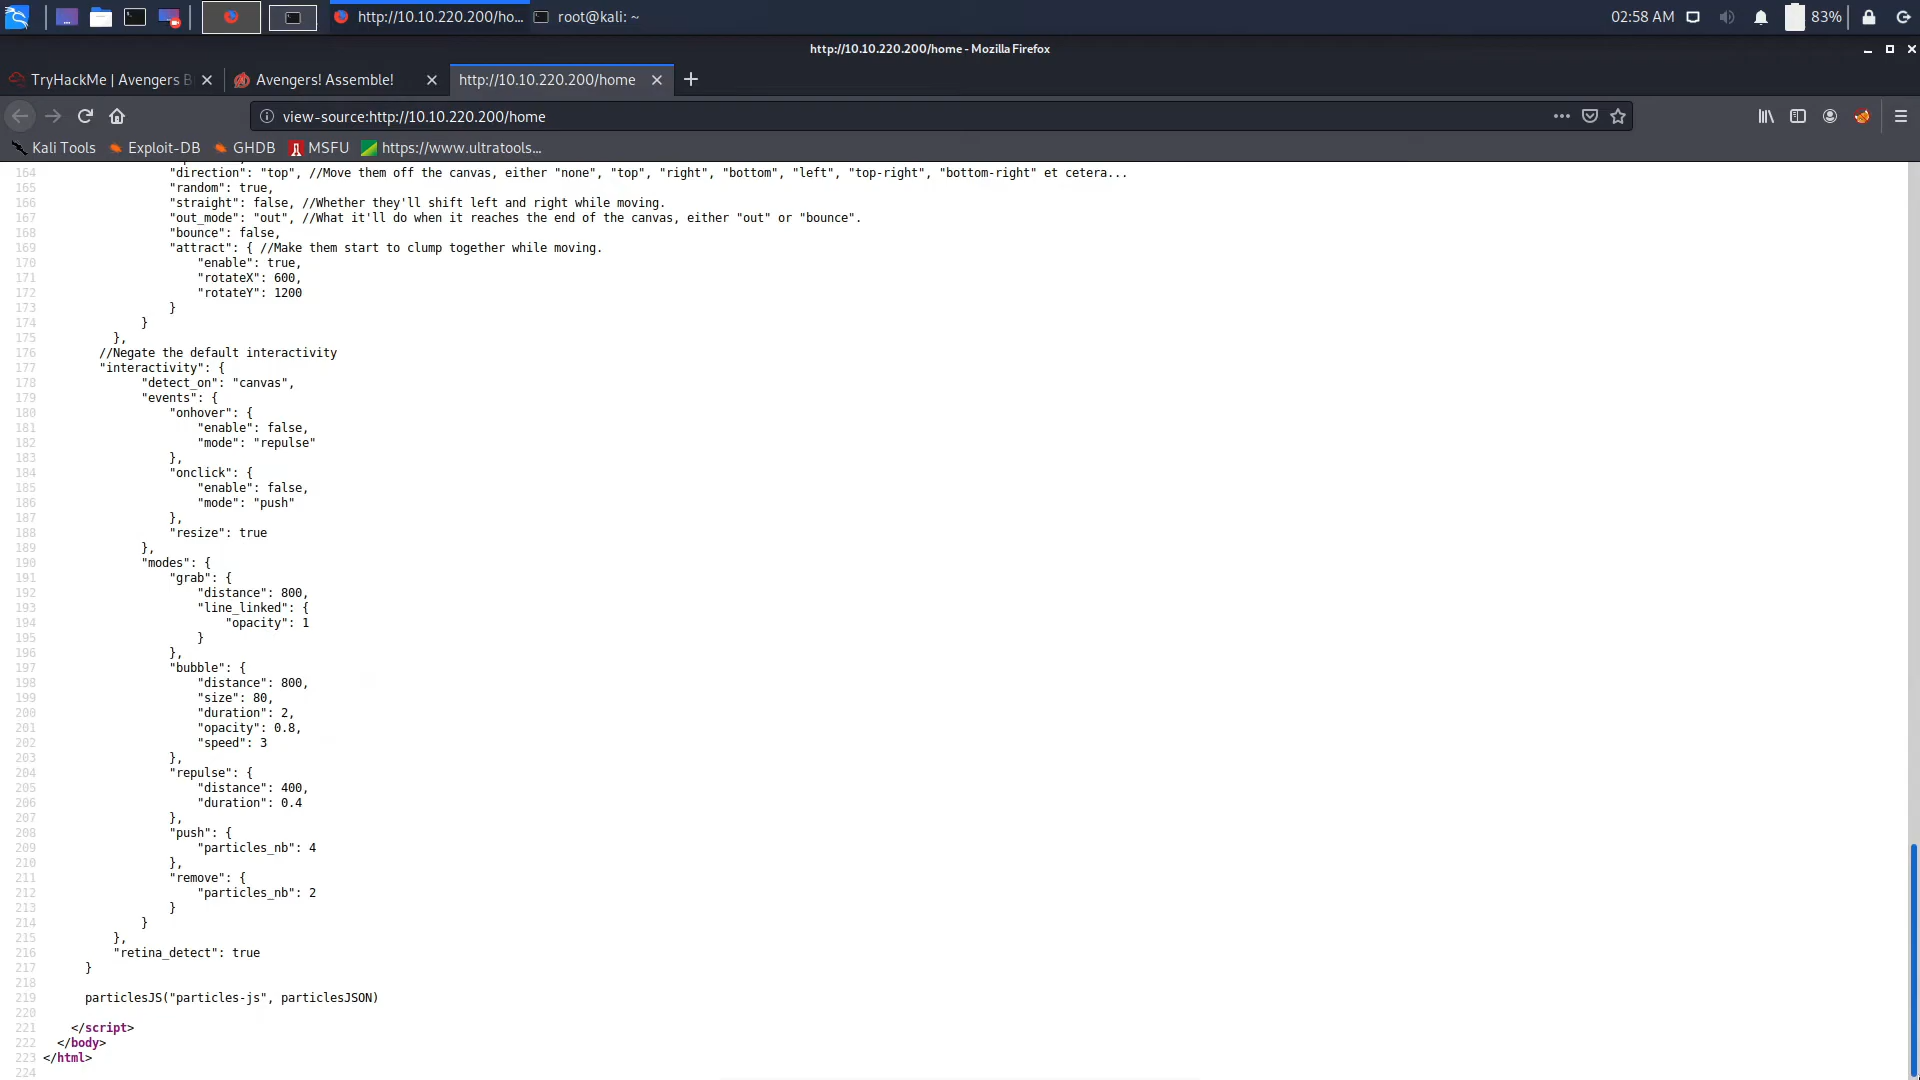 http://10.10.220.200/ho...
root@kali: ~
02:58 AM
83%
http://10.10.220.200/home - Mozilla Firefox
TryHackMe | Avengers B
Avengers! Assemble!
http://10.10.220.200/home
view-source:http://10.10.220.200/home
Kali Tools
Exploit-DB
GHDB
MSFU
https://www.ultratools...
164 "direction": "top", //Move them off the canvas, either "none", "top", "right", "bottom", "left", "top-right", "bottom-right" et cetera...
165 "random": true,
166 "straight": false, //Whether they'll shift left and right while moving.
167 "out_mode": "out", //What it'll do when it reaches the end of the canvas, either "out" or "bounce".
168 "bounce": false,
169 "attract": { //Make them start to clump together while moving.
170 "enable": true,
171 "rotateX": 600,
172 "rotateY": 1200
173 }
174 }
175 },
176 //Negate the default interactivity
177 "interactivity": {
178 "detect_on": "canvas",
179 "events": {
180 "onhover": {
181 "enable": false,
182 "mode": "repulse"
183 },
184 "onclick": {
185 "enable": false,
186 "mode": "push"
187 },
188 "resize": true
189 },
190 "modes": {
191 "grab": {
192 "distance": 800,
193 "line_linked": {
194 "opacity": 1
195 }
196 },
197 "bubble": {
198 "distance": 800,
199 "size": 80,
200 "duration": 2,
201 "opacity": 0.8,
202 "speed": 3
203 },
204 "repulse": {
205 "distance": 400,
206 "duration": 0.4
207 },
208 "push": {
209 "particles_nb": 4
210 },
211 "remove": {
212 "particles_nb": 2
213 }
214 }
215 },
216 "retina_detect": true
217 }
218
219 particlesJS("particles-js", particlesJSON)
220
221 </script>
222 </body>
223 </html>
224